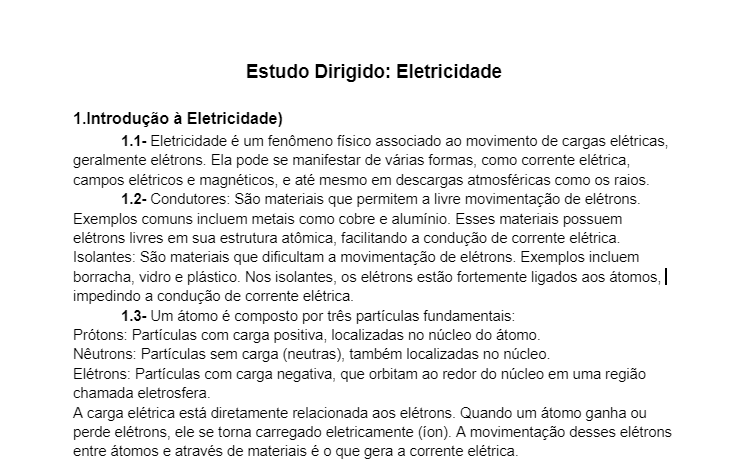 Estudo Dirigido: Eletricidade
1.Introdução à Eletricidade)
1.1- Eletricidade é um fenômeno físico associado ao movimento de cargas elétricas,
geralmente elétrons. Ela pode se manifestar de várias formas, como corrente elétrica,
campos elétricos e magnéticos, e até mesmo em descargas atmosféricas como os raios.
1.2- Condutores: São materiais que permitem a livre movimentação de elétrons.
Exemplos comuns incluem metais como cobre e alumínio. Esses materiais possuem
elétrons livres em sua estrutura atômica, facilitando a condução de corrente elétrica.
Isolantes: São materiais que dificultam a movimentação de elétrons. Exemplos incluem
borracha, vidro e plástico. Nos isolantes, os elétrons estão fortemente ligados aos átomos,
impedindo a condução de corrente elétrica.
1.3- Um átomo é composto por três partículas fundamentais:
Prótons: Partículas com carga positiva, localizadas no núcleo do átomo.
Nêutrons: Partículas sem carga (neutras), também localizadas no núcleo.
Elétrons: Partículas com carga negativa, que orbitam ao redor do núcleo em uma região
chamada eletrosfera.
A carga elétrica está diretamente relacionada aos elétrons. Quando um átomo ganha ou
perde elétrons, ele se torna carregado eletricamente (íon). A movimentação desses elétrons
entre átomos e através de materiais é o que gera a corrente elétrica.